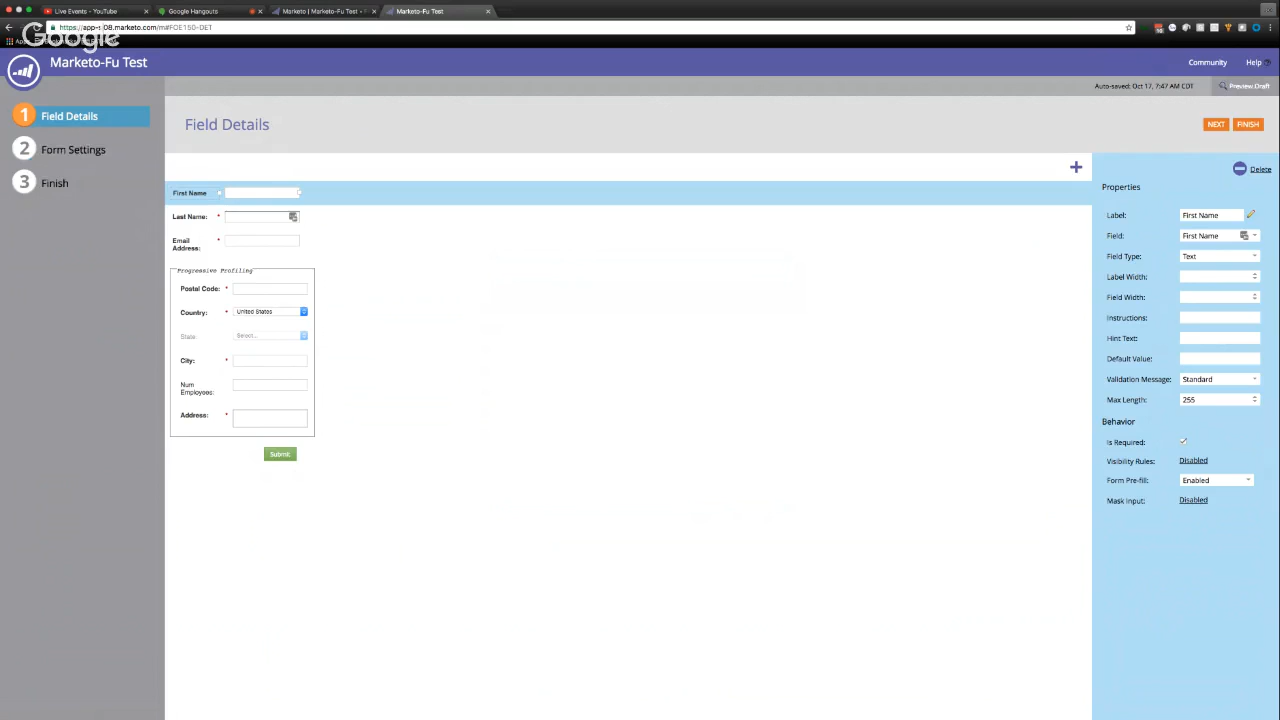 Live Events - YouTube
Google Hangouts
Marketo | Marketo-Fu Test •
Marketo-Fu Test
https://app-s 08.marketo.com/m#FOE150-DET
Google
Marketo-Fu Test
Community
Help
Auto-saved: Oct 17, 7:47 AM CDT
Preview Draft
1 Field Details
2 Form Settings
3 Finish
Field Details
NEXT
FINISH
First Name
Last Name: *
Email
Address: *
Progressive Profiling
Postal Code: *
Country: * United States
State: Select...
City: *
Num
Employees:
Address: *
Submit
Delete
Properties
Label: First Name
Field: First Name
Field Type: Text
Label Width:
Field Width:
Instructions:
Hint Text:
Default Value:
Validation Message: Standard
Max Length: 255
Behavior
Is Required:
Visibility Rules: Disabled
Form Pre-fill: Enabled
Mask Input: Disabled